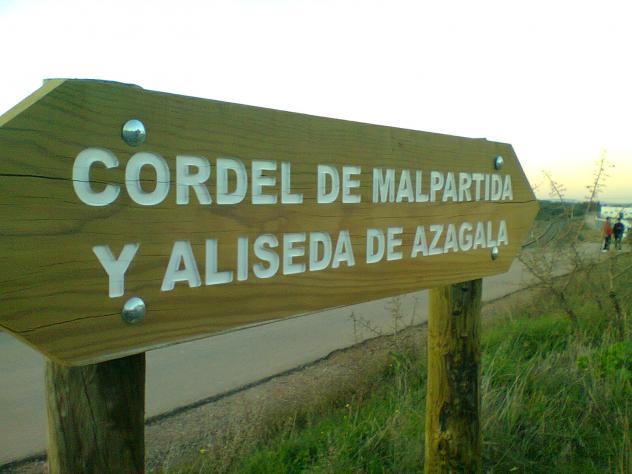 CORDEL DE MALPARTIDA
Y ALISEDA DE AZAGALA